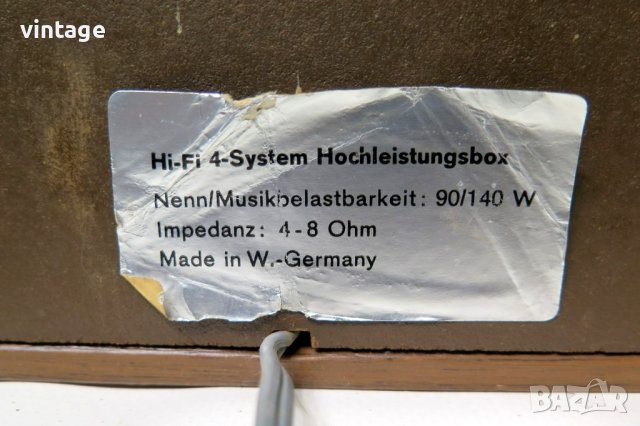 vintage
Hi-Fi 4-System Hochleistungsbox
Nenn/Musikbelastbarkeit: 90/140 W
Impedanz: 4-8 Ohm
Made in W.-Germany
BAZAR